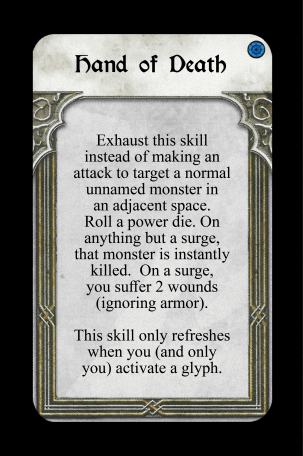 Hand of Death
Exhaust this skill
instead of making an
attack to target a normal
unnamed monster in
an adjacent space.
Roll a power die. On
anything but a surge,
that monster is instantly
killed. On a surge,
you suffer 2 wounds
(ignoring armor).
This skill only refreshes
when you (and only
you) activate a glyph.